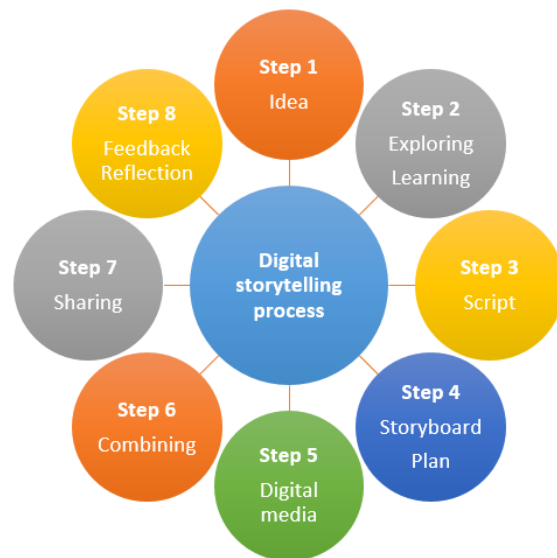 Step 1
Idea
Step 2
Exploring
Learning
Step 3
Script
Step 4
Storyboard
Plan
Step 5
Digital
media
Step 6
Combining
Step 7
Sharing
Step 8
Feedback
Reflection
Digital
storytelling
process